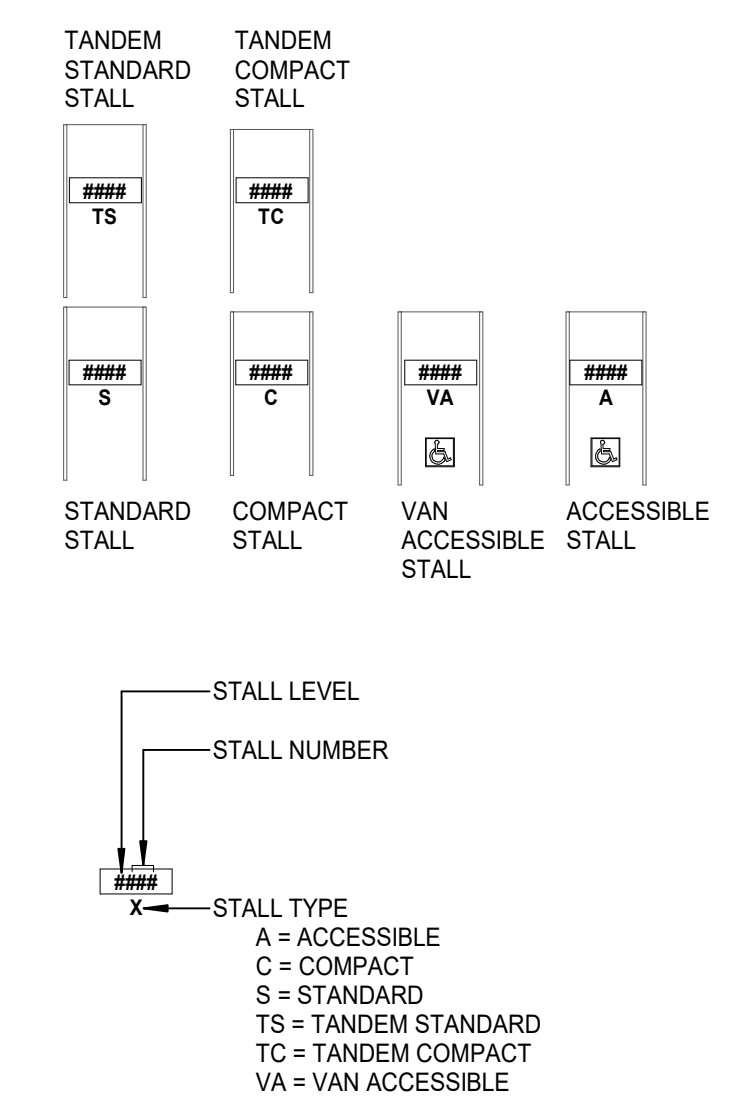 TANDEM
STANDARD
STALL
TANDEM
COMPACT
STALL
####
TS
####
TC
####
S
####
C
####
VA
####
A
STANDARD
STALL
COMPACT
STALL
VAN
ACCESSIBLE
STALL
ACCESSIBLE
STALL
STALL LEVEL
STALL NUMBER
####
X
STALL TYPE
A = ACCESSIBLE
C = COMPACT
S = STANDARD
TS = TANDEM STANDARD
TC = TANDEM COMPACT
VA = VAN ACCESSIBLE